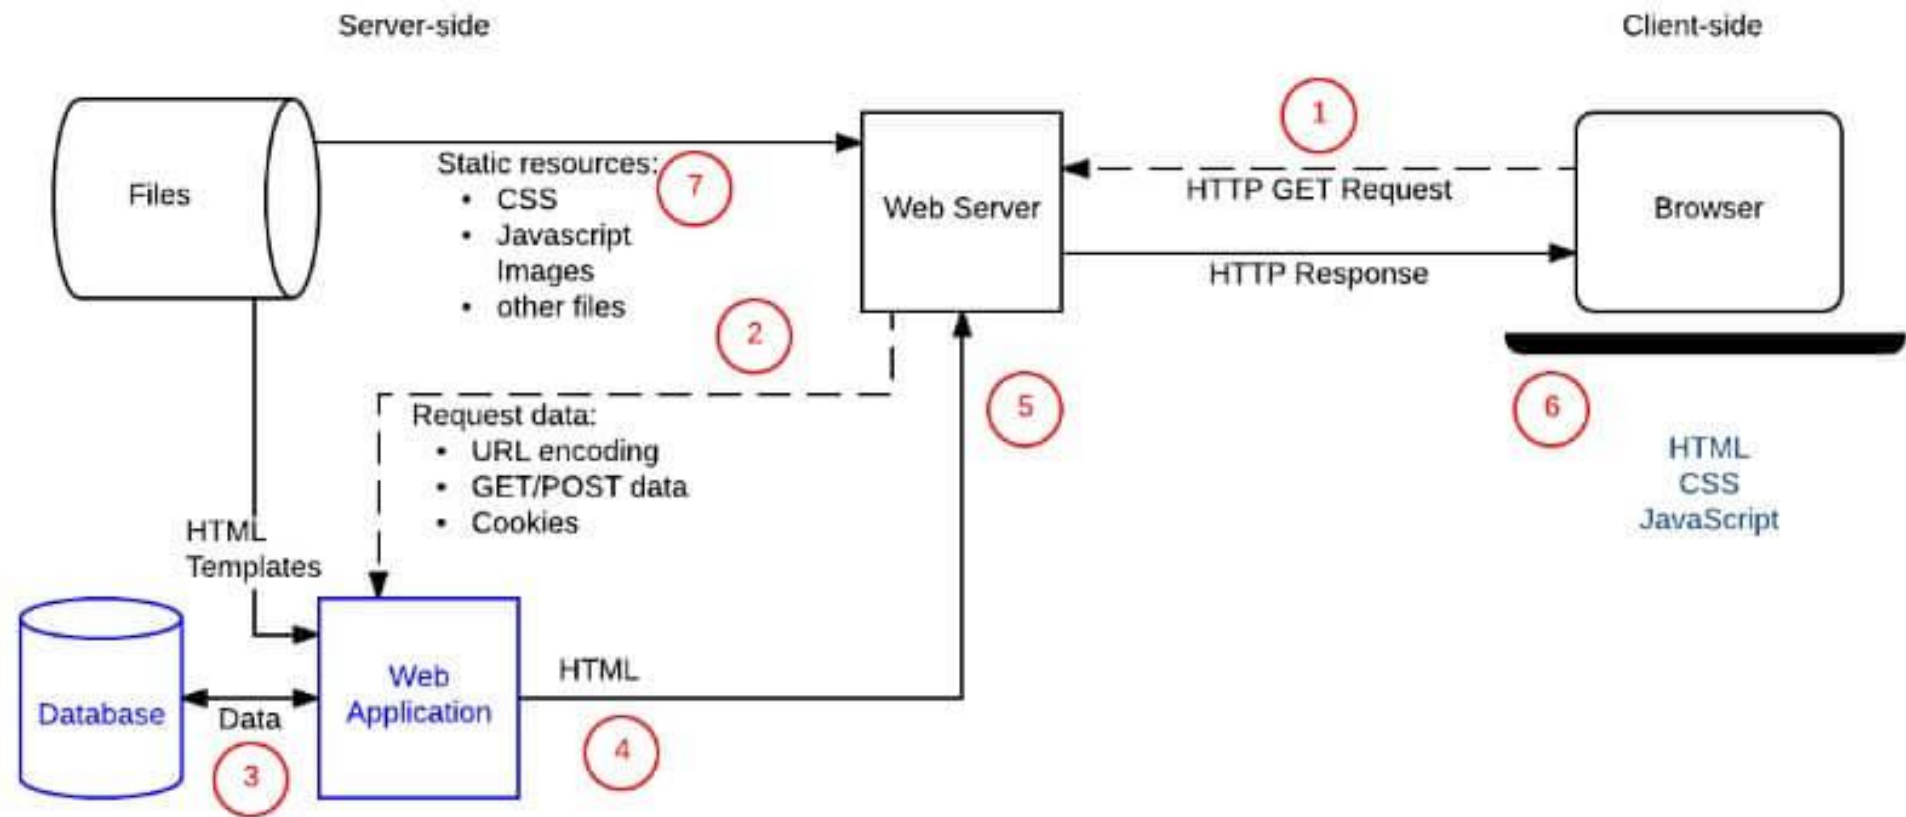 Server-side
Client-side
1
Files
Static resources:
• CSS
• Javascript
Images
• other files
7
Web Server
HTTP GET Request
HTTP Response
Browser
2
Request data:
• URL encoding
• GET/POST data
• Cookies
5
6
HTML
CSS
JavaScript
HTML
Templates
Database
Data
3
Web
Application
HTML
4